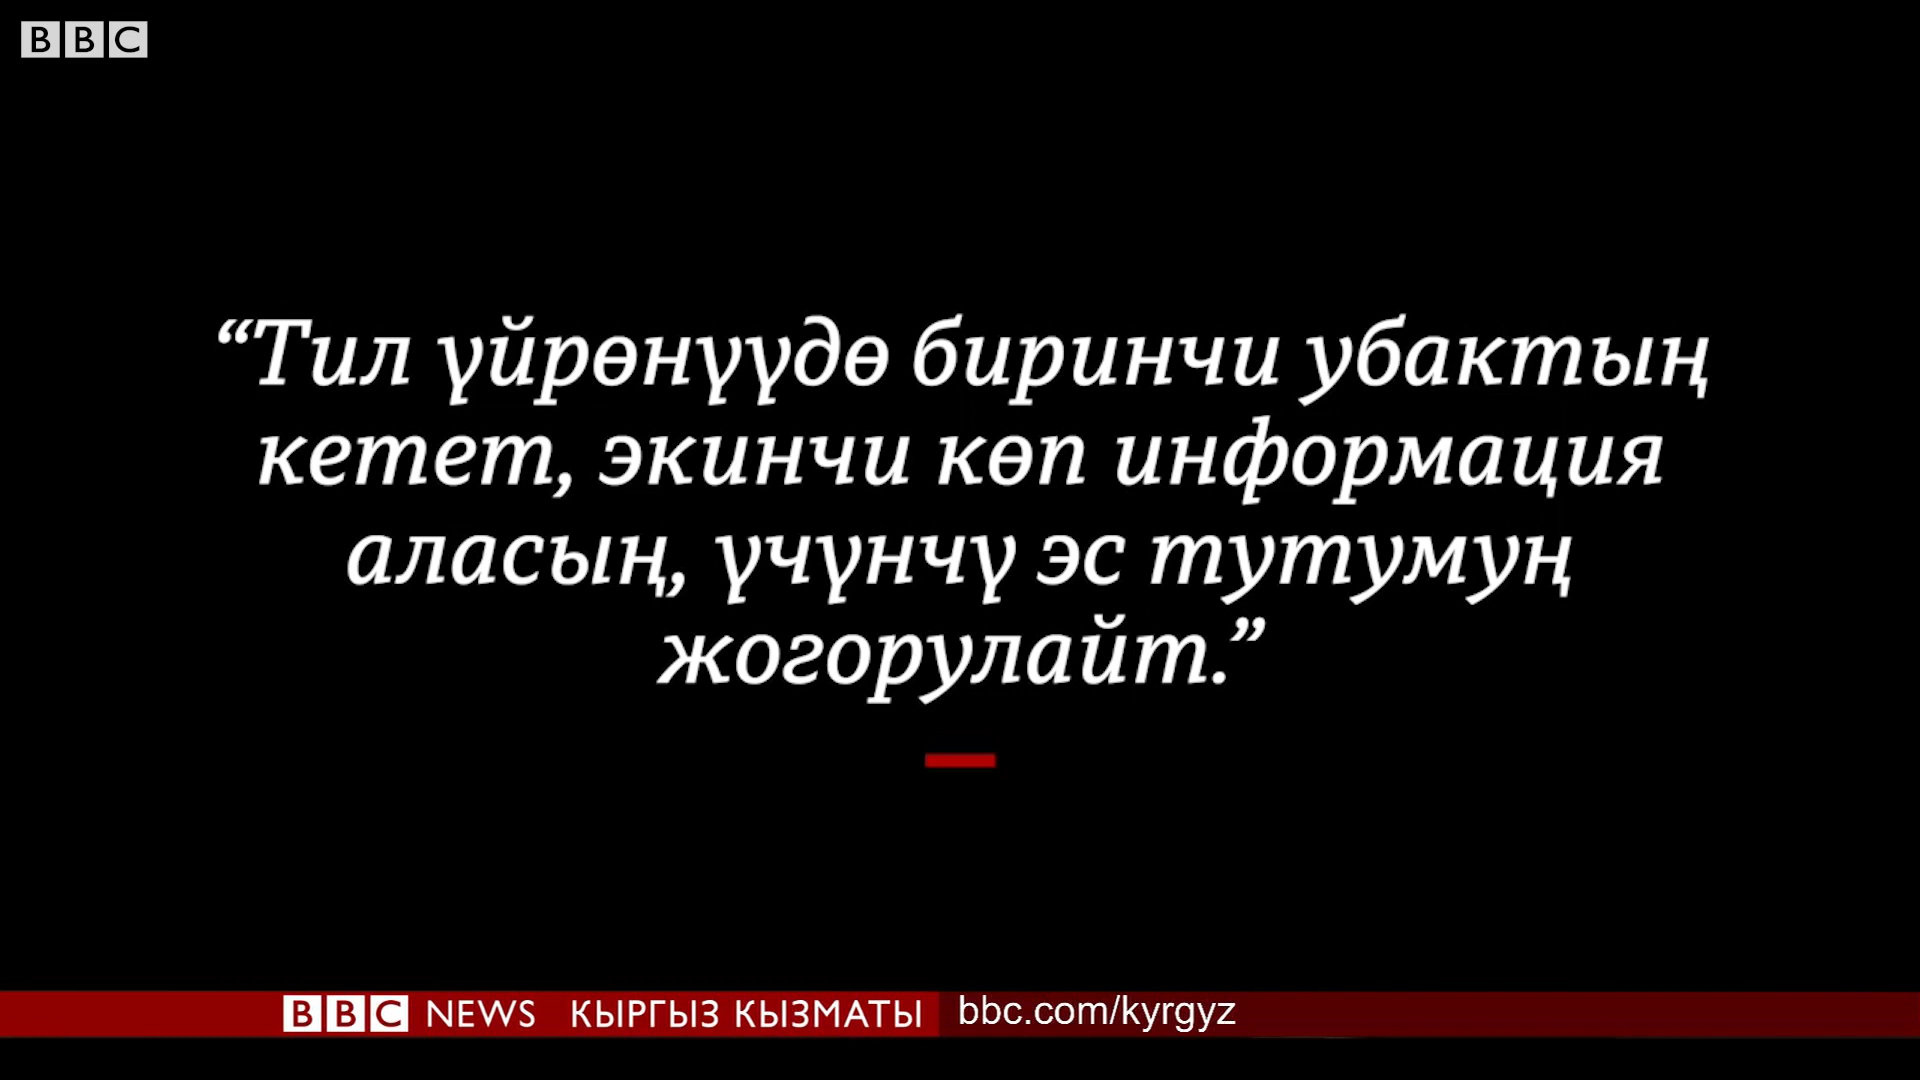 BBC
“Тил үйрөнүүдө биринчи убактың
кетет, экинчи көп информация
аласың, үчүнчү эс тутумуң
жогорулайт.”
BBC NEWS КЫРГЫЗ КЫЗМАТЫ bbc.com/kyrgyz